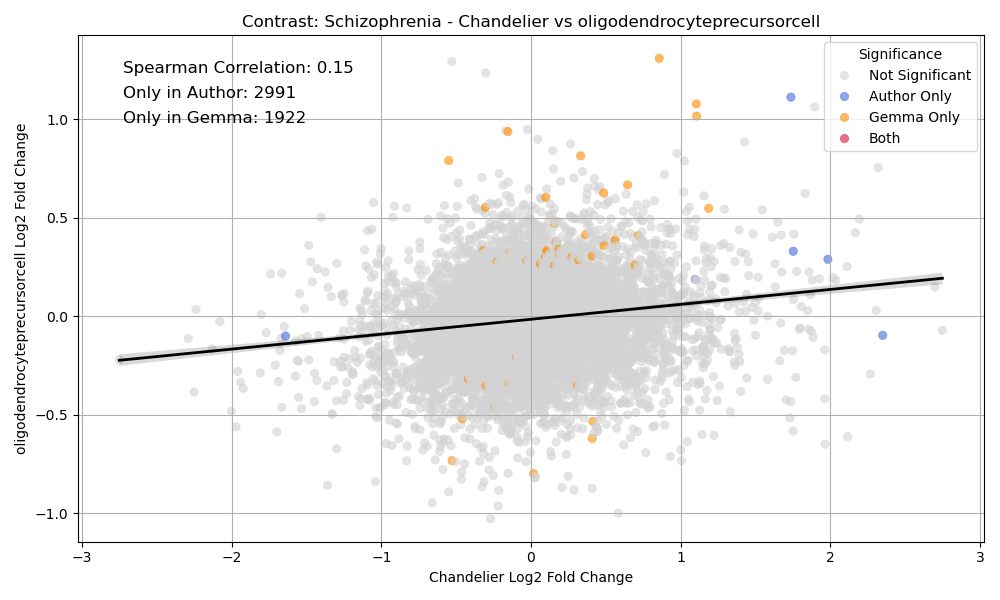 Contrast: Schizophrenia - Chandelier vs oligodendrocyteprecursorcell
Spearman Correlation: 0.15
Only in Author: 2991
Only in Gemma: 1922
Significance
Not Significant
Author Only
Gemma Only
Both
oligodendrocyteprecursorcell Log2 Fold Change
1.0
0.5
0.0
−0.5
−1.0
−3
−2
−1
0
1
2
3
Chandelier Log2 Fold Change